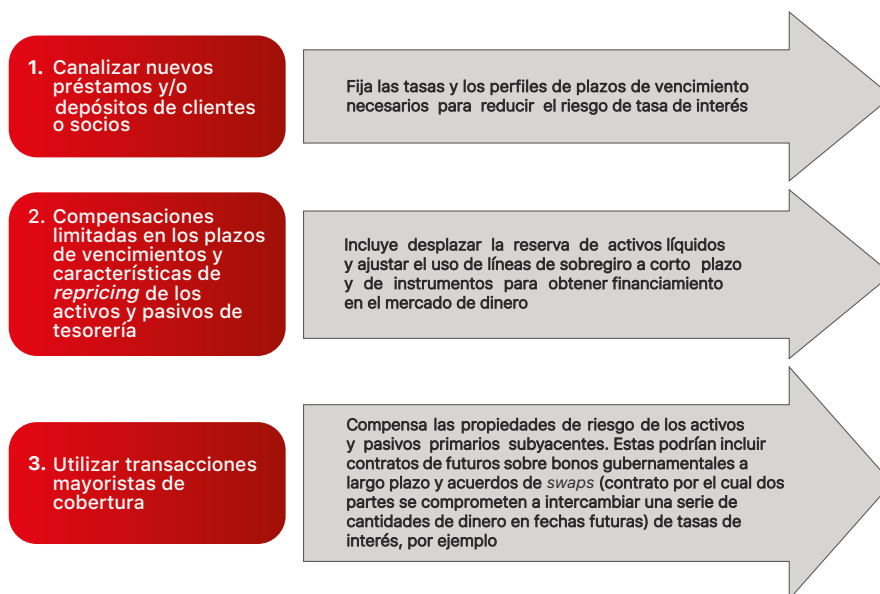 1. Canalizar nuevos
préstamos y/o
depósitos de clientes
o socios
Fija las tasas y los perfiles de plazos de vencimiento
necesarios para reducir el riesgo de tasa de interés
2. Compensaciones
limitadas en los plazos
de vencimientos y
características de
repricing de los
activos y pasivos de
tesorería
Incluye desplazar la reserva de activos líquidos
y ajustar el uso de líneas de sobregiro a corto plazo
y de instrumentos para obtener financiamiento
en el mercado de dinero
3. Utilizar transacciones
mayoristas de
cobertura
Compensa las propiedades de riesgo de los activos
y pasivos primarios subyacentes. Estas podrían incluir
contratos de futuros sobre bonos gubernamentales a
largo plazo y acuerdos de swaps (contrato por el cual dos
partes se comprometen a intercambiar una serie de
cantidades de dinero en fechas futuras) de tasas de
interés, por ejemplo